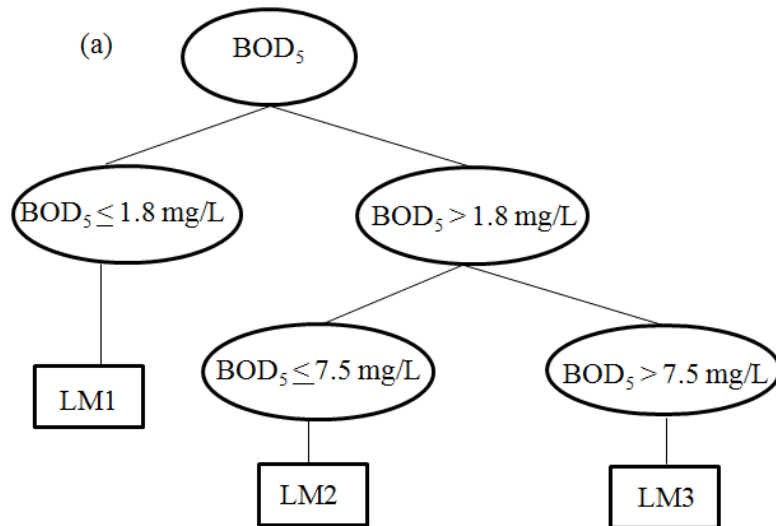 (a)
BOD₅
BOD₅ ≤ 1.8 mg/L
BOD₅ > 1.8 mg/L
BOD₅ ≤ 7.5 mg/L
BOD₅ > 7.5 mg/L
LM1
LM2
LM3